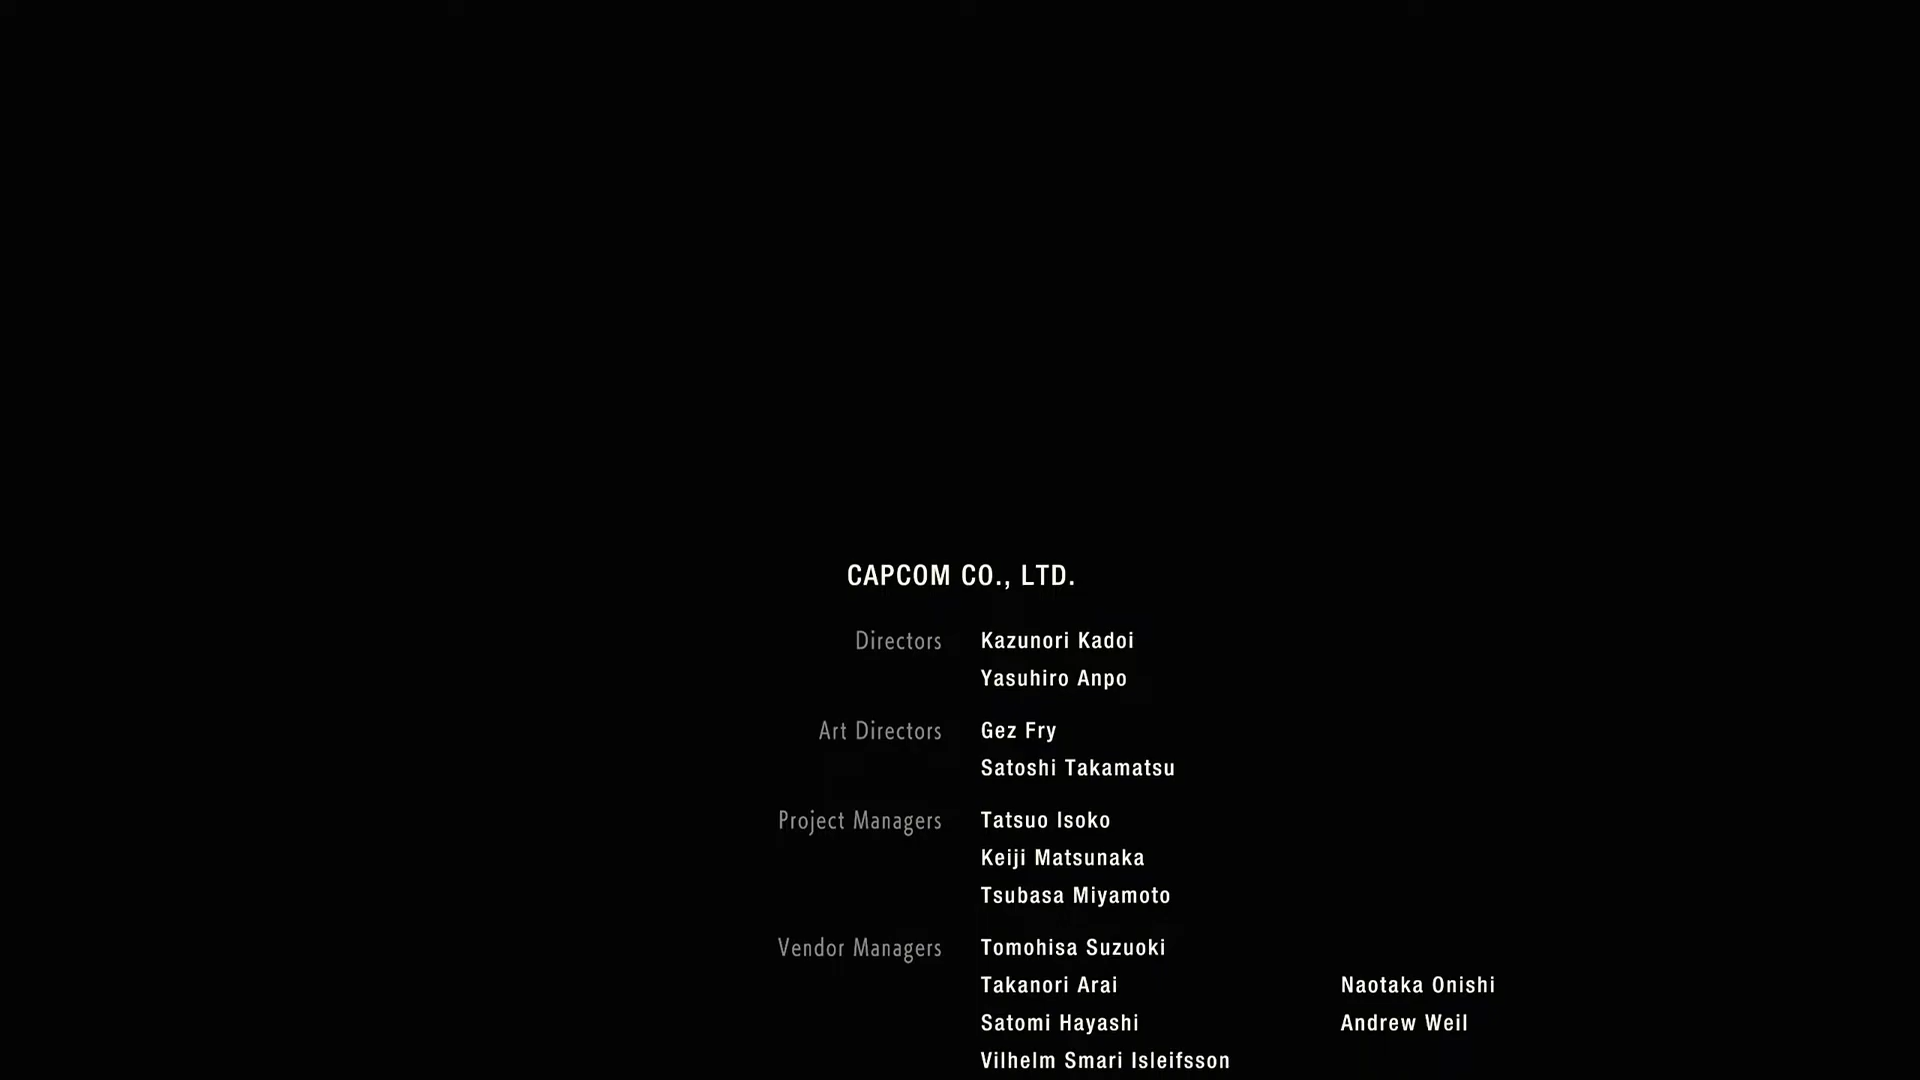 CAPCOM CO., LTD.
Directors Kazunori Kadoi
Yasuhiro Anpo
Art Directors Gez Fry
Satoshi Takamatsu
Project Managers Tatsuo Isoko
Keiji Matsunaka
Tsubasa Miyamoto
Vendor Managers Tomohisa Suzuoki
Takanori Arai Naotaka Onishi
Satomi Hayashi Andrew Weil
Vilhelm Smari Isleifsson